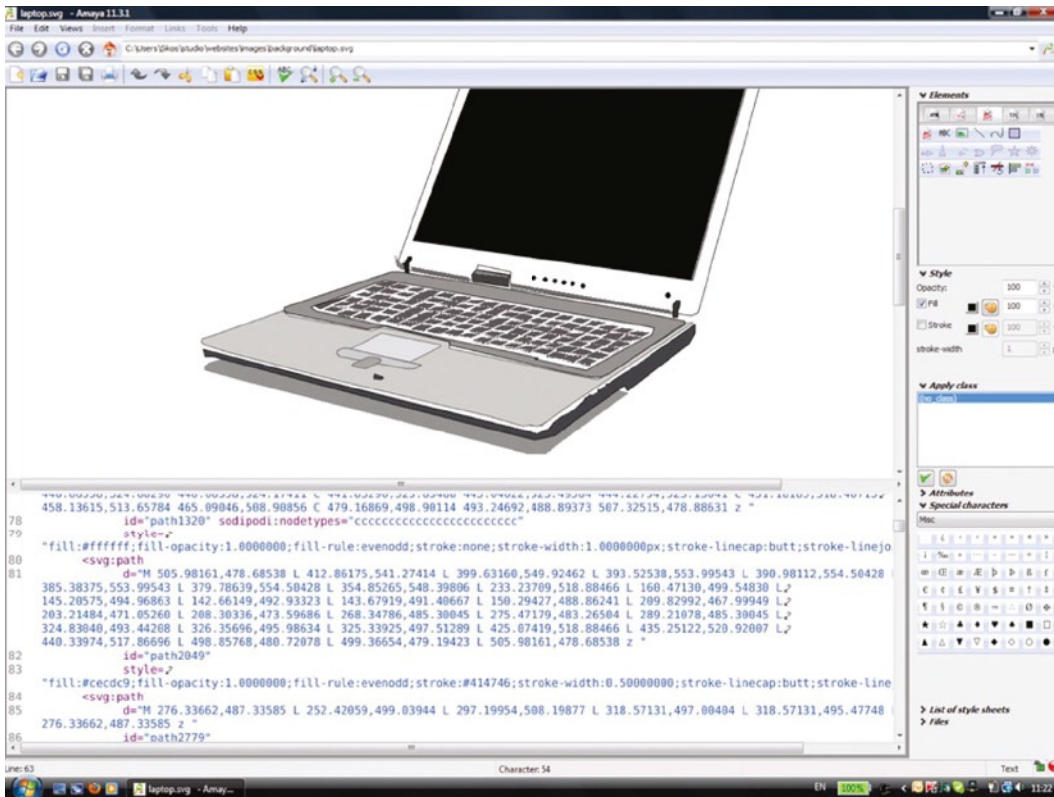 laptop.svg - Amaya 11.3.1
File Edit Views Insert Format Links Tools Help
C:\Users\Sikos\studio\websites\images\background\laptop.svg
Elements
Style
Opacity: 100
Fill 100
Stroke 100
stroke-width 1
Apply class
(no_class)
Attributes
Special characters
Misc
List of style sheets
Files
458.13615,513.65784 465.09046,508.90856 C 479.16869,498.90114 493.24692,488.89373 507.32515,478.88631 z "
78 id="path1320" sodipodi:nodetypes="cccccccccccccccccccccccccc"
79 style=
"fill:#ffffff;fill-opacity:1.0000000;fill-rule:evenodd;stroke:none;stroke-width:1.0000000px;stroke-linecap:butt;stroke-linejo
80 <svg:path
81 d="M 505.98161,478.68538 L 412.86175,541.27414 L 399.63160,549.92462 L 393.52538,553.99543 L 390.98112,554.50428
385.38375,553.99543 L 379.78639,554.50428 L 354.85265,548.39806 L 233.23709,518.88466 L 160.47130,499.54830 L
145.20575,494.96863 L 142.66149,492.93323 L 143.67919,491.40667 L 150.29427,488.86241 L 209.82992,467.99949 L
203.21484,471.05260 L 208.30336,473.59686 L 268.34786,485.30045 L 275.47179,483.26504 L 289.21078,485.30045 L
324.83040,493.44208 L 326.35696,495.98634 L 325.33925,497.51289 L 425.07419,518.88466 L 435.25122,520.92007 L
440.33974,517.86696 L 498.85768,480.72078 L 499.36654,479.19423 L 505.98161,478.68538 z "
82 id="path2049"
83 style=
"fill:#cecdc9;fill-opacity:1.0000000;fill-rule:evenodd;stroke:#414746;stroke-width:0.50000000;stroke-linecap:butt;stroke-line
84 <svg:path
85 d="M 276.33662,487.33585 L 252.42059,499.03944 L 297.19954,508.19877 L 318.57131,497.00404 L 318.57131,495.47748
276.33662,487.33585 z "
86 id="path2779"
Line: 63 Character: 54 Text
laptop.svg - Amay... EN 100% 11:22